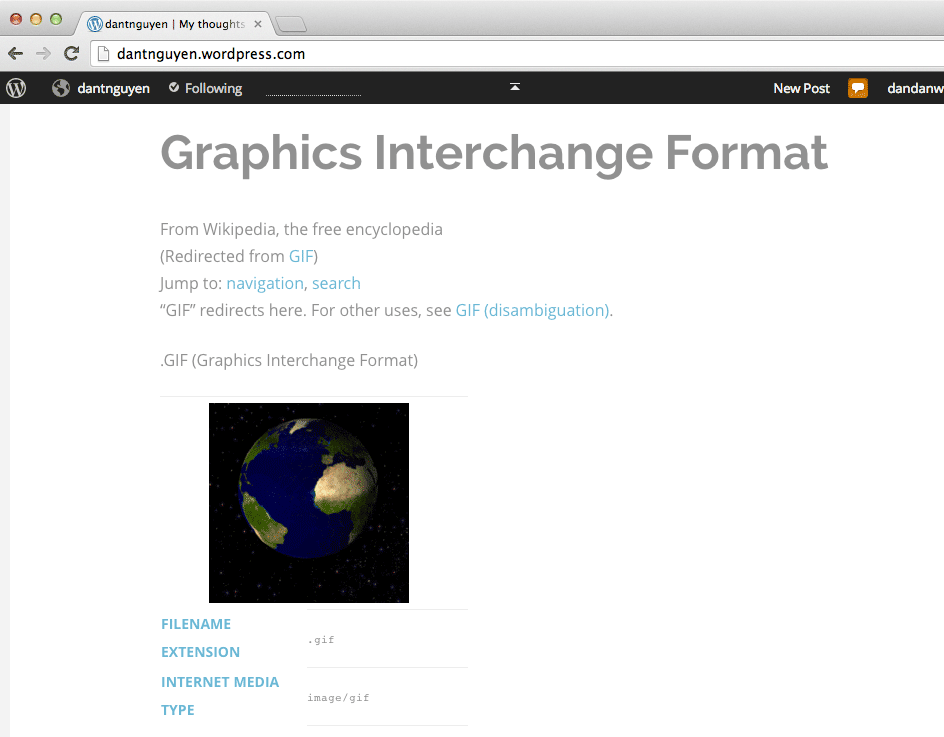 dantnguyen | My thoughts
dantnguyen.wordpress.com
dantnguyen Following New Post dandanw
Graphics Interchange Format
From Wikipedia, the free encyclopedia
(Redirected from GIF)
Jump to: navigation, search
“GIF” redirects here. For other uses, see GIF (disambiguation).
.GIF (Graphics Interchange Format)
FILENAME
EXTENSION
.gif
INTERNET MEDIA
TYPE
image/gif